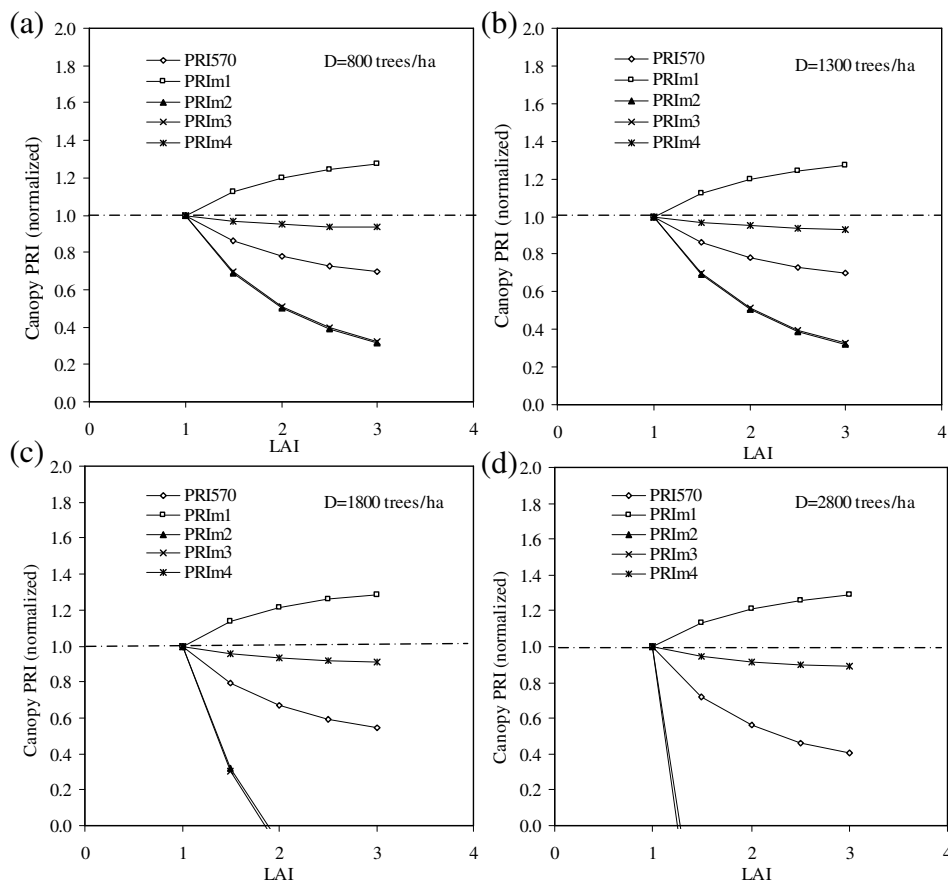 (a)
2.0
1.8
1.6
1.4
1.2
1.0
0.8
0.6
0.4
0.2
0.0
Canopy PRI (normalized)
PRI570
PRIm1
PRIm2
PRIm3
PRIm4
D=800 trees/ha
0 1 2 3 4
LAI
(b)
2.0
1.8
1.6
1.4
1.2
1.0
0.8
0.6
0.4
0.2
0.0
Canopy PRI (normalized)
PRI570
PRIm1
PRIm2
PRIm3
PRIm4
D=1300 trees/ha
0 1 2 3 4
LAI
(c)
2.0
1.8
1.6
1.4
1.2
1.0
0.8
0.6
0.4
0.2
0.0
Canopy PRI (normalized)
PRI570
PRIm1
PRIm2
PRIm3
PRIm4
D=1800 trees/ha
0 1 2 3 4
LAI
(d)
2.0
1.8
1.6
1.4
1.2
1.0
0.8
0.6
0.4
0.2
0.0
Canopy PRI (normalized)
PRI570
PRIm1
PRIm2
PRIm3
PRIm4
D=2800 trees/ha
0 1 2 3 4
LAI